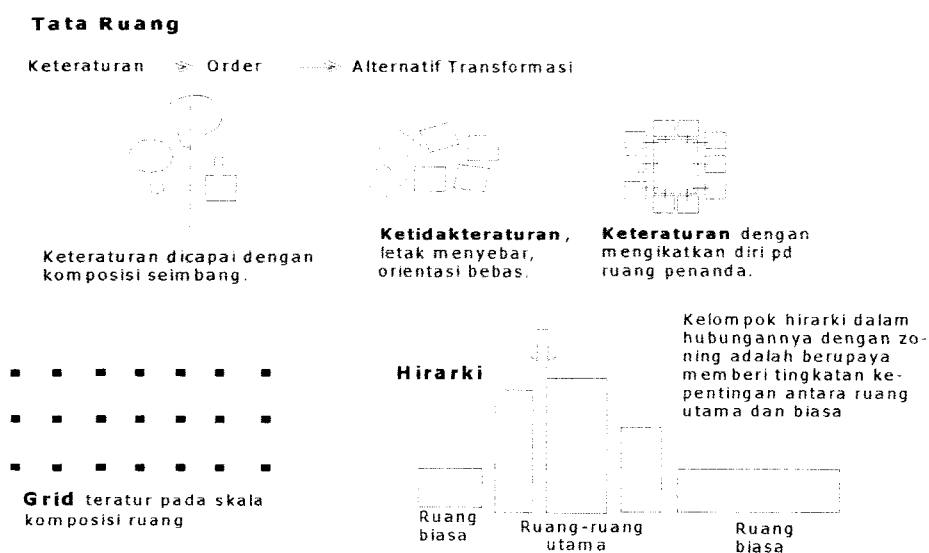 Tata Ruang
Keteraturan Order Alternatif Transformasi
Keteraturan dicapai dengan
komposisi seimbang.
Ketidakteraturan,
letak menyebar,
orientasi bebas.
Keteraturan dengan
mengikatkan diri pd
ruang penanda.
Grid teratur pada skala
komposisi ruang
Hirarki
Kelompok hirarki dalam
hubungannya dengan zo-
ning adalah berupaya
memberi tingkatan ke-
pentingan antara ruang
utama dan biasa
Ruang
biasa
Ruang-ruang
utama
Ruang
biasa